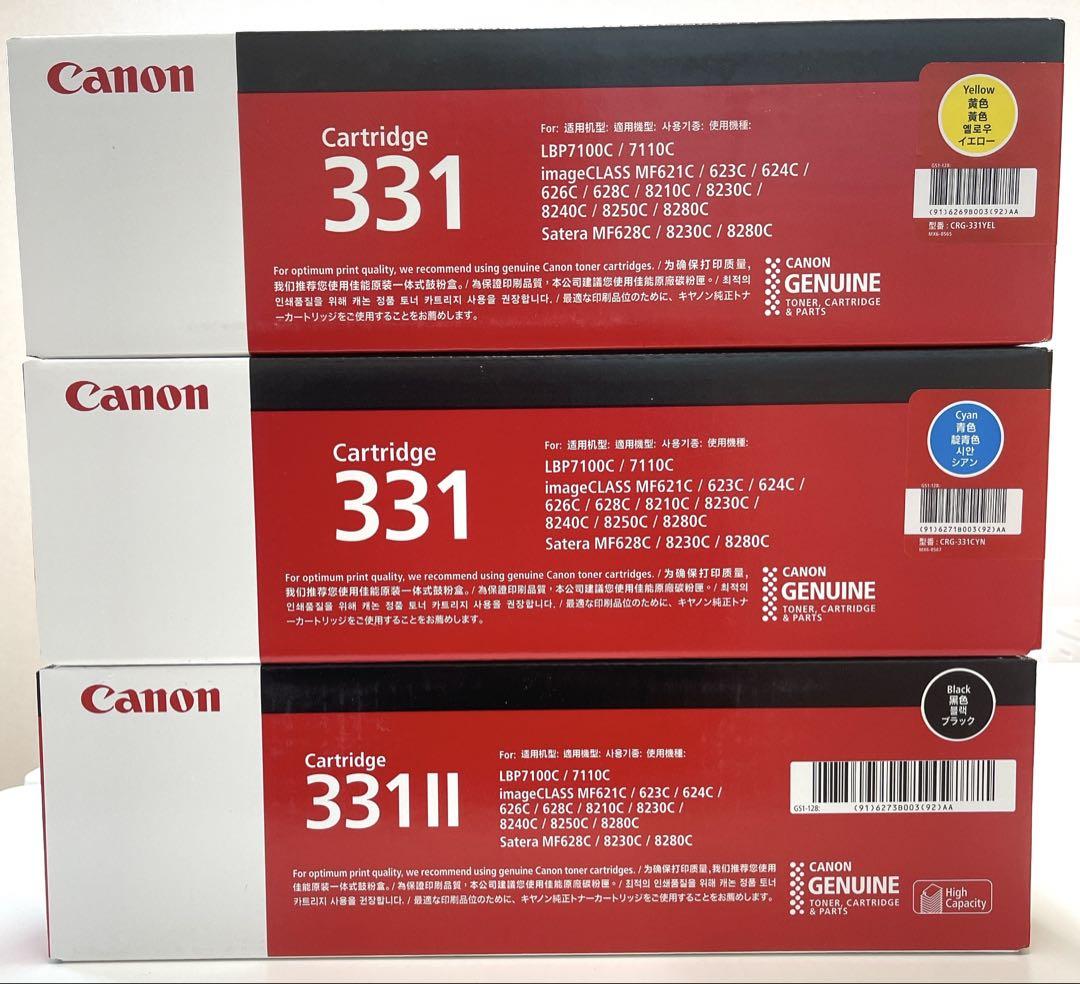 Canon
Cartridge
331
For: 适用机型: 適用機型: 사용기종: 使用機種:
LBP7100C / 7110C
imageCLASS MF621C / 623C / 624C /
626C / 628C / 8210C / 8230C /
8240C / 8250C / 8280C
Satera MF628C / 8230C / 8280C
Yellow
黄色
黃色
옐로우
イエロー
GS1-128:
(91)6269B003(92)AA
型番 : CRG-331YEL
MX6-8565
For optimum print quality, we recommend using genuine Canon toner cartridges. / 为确保打印质量,
我们推荐您使用佳能原装一体式鼓粉盒。/ 為保證印刷品質，本公司建議您使用佳能原廠碳粉匣。/ 최적의
인쇄품질을 위해 캐논 정품 토너 카트리지 사용을 권장합니다. / 最適な印刷品位のために、キヤノン純正トナ
ーカートリッジをご使用することをお薦めします。
CANON
GENUINE
TONER, CARTRIDGE
& PARTS
Canon
Cartridge
331
For: 适用机型: 適用機型: 사용기종: 使用機種:
LBP7100C / 7110C
imageCLASS MF621C / 623C / 624C /
626C / 628C / 8210C / 8230C /
8240C / 8250C / 8280C
Satera MF628C / 8230C / 8280C
Cyan
青色
靛青色
시안
シアン
GS1-128:
(91)6271B003(92)AA
型番 : CRG-331CYN
MX6-8567
For optimum print quality, we recommend using genuine Canon toner cartridges. / 为确保打印质量,
我们推荐您使用佳能原装一体式鼓粉盒。/ 為保證印刷品質，本公司建議您使用佳能原廠碳粉匣。/ 최적의
인쇄품질을 위해 캐논 정품 토너 카트리지 사용을 권장합니다. / 最適な印刷品位のために、キヤノン純正トナ
ーカートリッジをご使用することをお薦めします。
CANON
GENUINE
TONER, CARTRIDGE
& PARTS
Canon
Cartridge
331II
For: 适用机型: 適用機型: 사용기종: 使用機種:
LBP7100C / 7110C
imageCLASS MF621C / 623C / 624C /
626C / 628C / 8210C / 8230C /
8240C / 8250C / 8280C
Satera MF628C / 8230C / 8280C
Black
黑色
블랙
ブラック
GS1-128:
(91)6273B003(92)AA
For optimum print quality, we recommend using genuine Canon toner cartridges. / 为确保打印质量,我们推荐您使用
佳能原装一体式鼓粉盒。/ 為保證印刷品質，本公司建議您使用佳能原廠碳粉匣。/ 최적의 인쇄품질을 위해 캐논 정품 토너
카트리지 사용을 권장합니다. / 最適な印刷品位のために、キヤノン純正トナーカートリッジをご使用することをお薦めします。
CANON
GENUINE
TONER, CARTRIDGE
& PARTS
High
Capacity